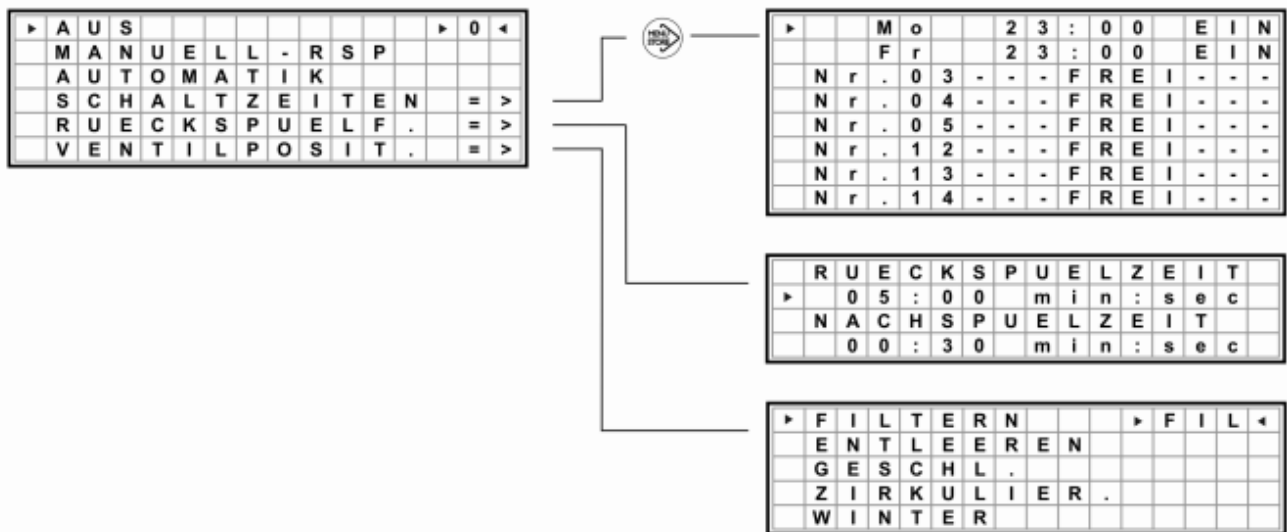 ▶ AUS ▶ 0 ◀
MANUELL-RSP
AUTOMATIK
SCHALTZEITEN =>
RUECKSPUELF. =>
VENTILPOSIT. =>
MENU
STORE
▶ Mo 23:00 EIN
Fr 23:00 EIN
Nr.03---FREI---
Nr.04---FREI---
Nr.05---FREI---
Nr.12---FREI---
Nr.13---FREI---
Nr.14---FREI---
RUECKSPUELZEIT
▶ 05:00 min:sec
NACHSPUELZEIT
00:30 min:sec
▶ FILTERN ▶ FIL ◀
ENTLEEREN
GESCHL.
ZIRKULIER.
WINTER